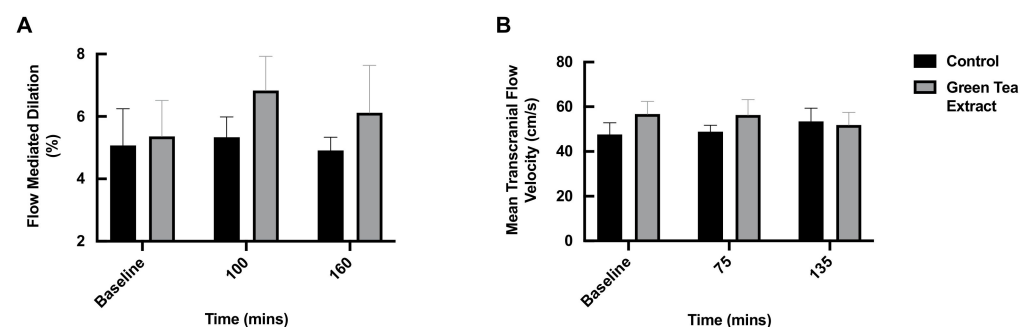 A
Flow Mediated Dilation
(%)
8
6
4
2
Baseline
100
160
Time (mins)
B
Mean Transcranial Flow
Velocity (cm/s)
80
60
40
20
0
Baseline
75
135
Time (mins)
Control
Green Tea
Extract